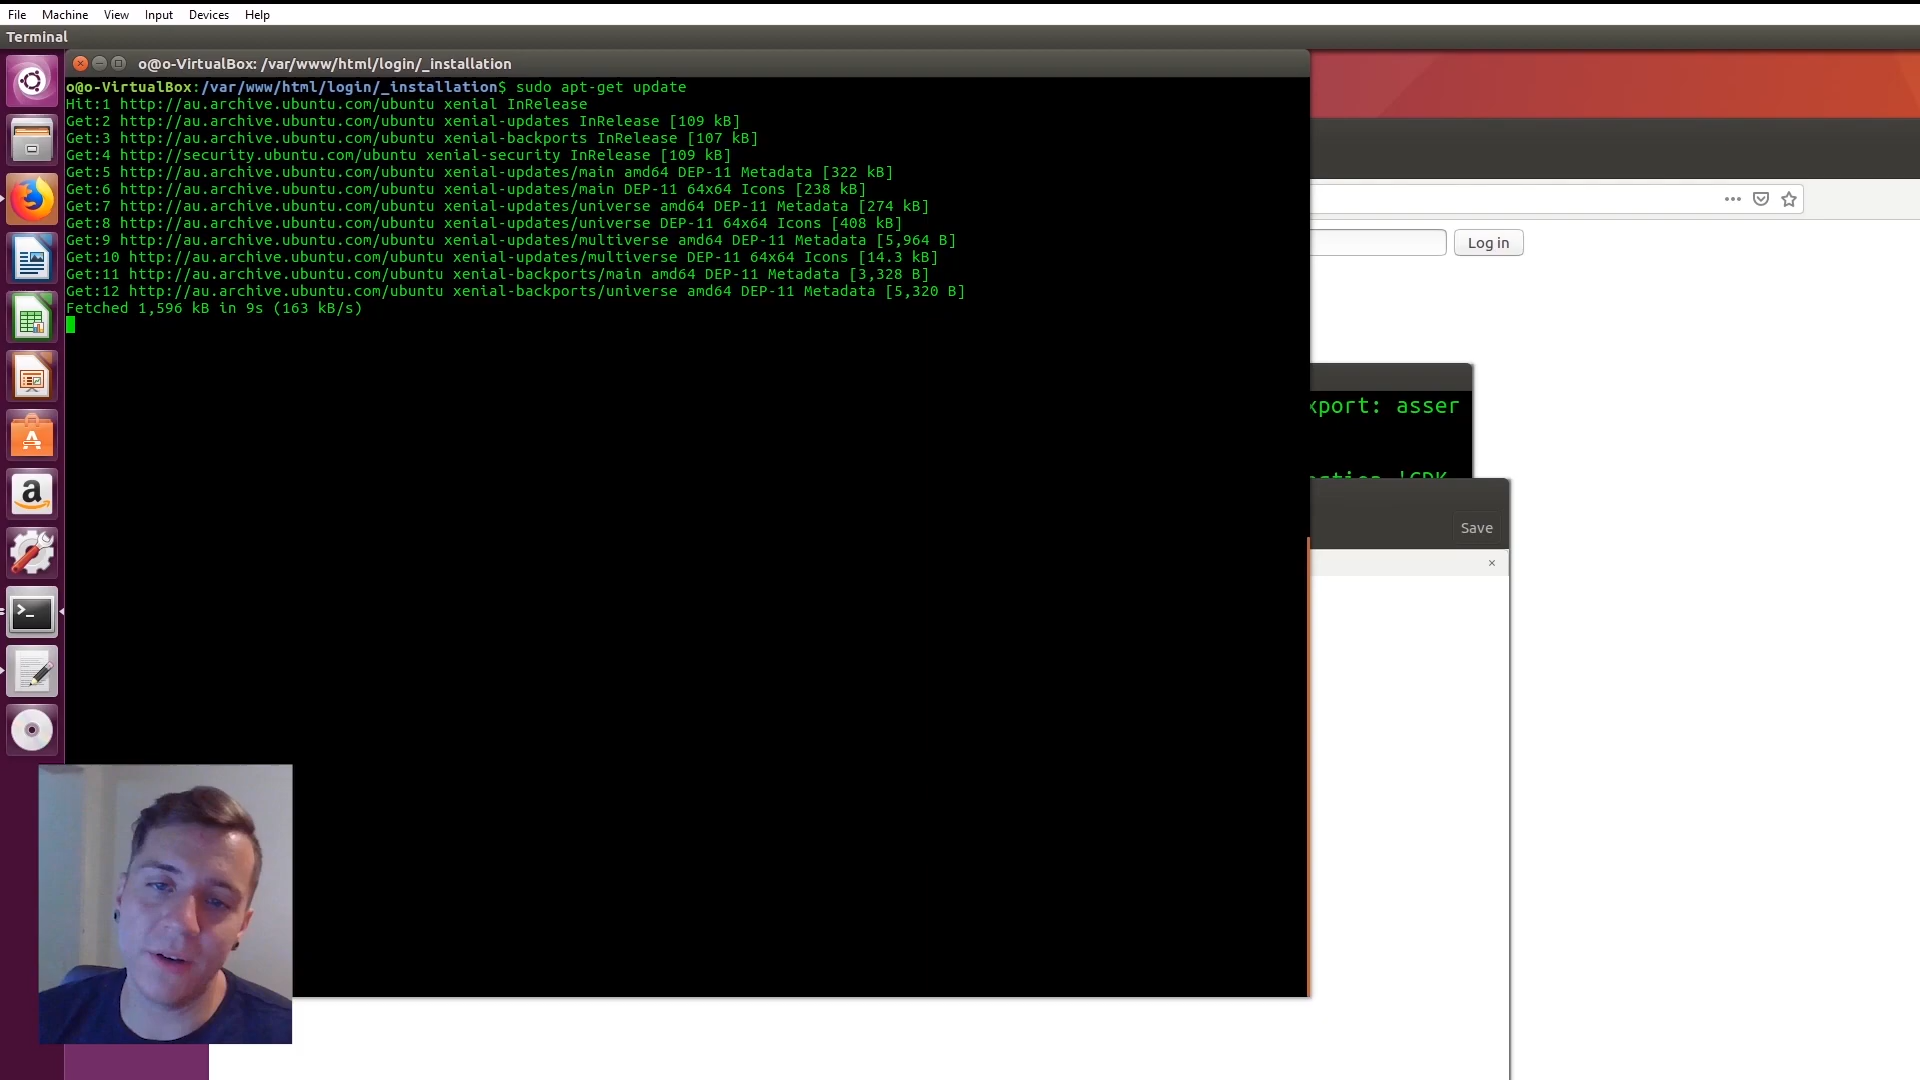 File Machine View Input Devices Help
Terminal
o@o-VirtualBox: /var/www/html/login/_installation
o@o-VirtualBox:/var/www/html/login/_installation$ sudo apt-get update
Hit:1 http://au.archive.ubuntu.com/ubuntu xenial InRelease
Get:2 http://au.archive.ubuntu.com/ubuntu xenial-updates InRelease [109 kB]
Get:3 http://au.archive.ubuntu.com/ubuntu xenial-backports InRelease [107 kB]
Get:4 http://security.ubuntu.com/ubuntu xenial-security InRelease [109 kB]
Get:5 http://au.archive.ubuntu.com/ubuntu xenial-updates/main amd64 DEP-11 Metadata [322 kB]
Get:6 http://au.archive.ubuntu.com/ubuntu xenial-updates/main DEP-11 64x64 Icons [238 kB]
Get:7 http://au.archive.ubuntu.com/ubuntu xenial-updates/universe amd64 DEP-11 Metadata [274 kB]
Get:8 http://au.archive.ubuntu.com/ubuntu xenial-updates/universe DEP-11 64x64 Icons [408 kB]
Get:9 http://au.archive.ubuntu.com/ubuntu xenial-updates/multiverse amd64 DEP-11 Metadata [5,964 B]
Get:10 http://au.archive.ubuntu.com/ubuntu xenial-updates/multiverse DEP-11 64x64 Icons [14.3 kB]
Get:11 http://au.archive.ubuntu.com/ubuntu xenial-backports/main amd64 DEP-11 Metadata [3,328 B]
Get:12 http://au.archive.ubuntu.com/ubuntu xenial-backports/universe amd64 DEP-11 Metadata [5,320 B]
Fetched 1,596 kB in 9s (163 kB/s)
Log in
xport: asser
Save